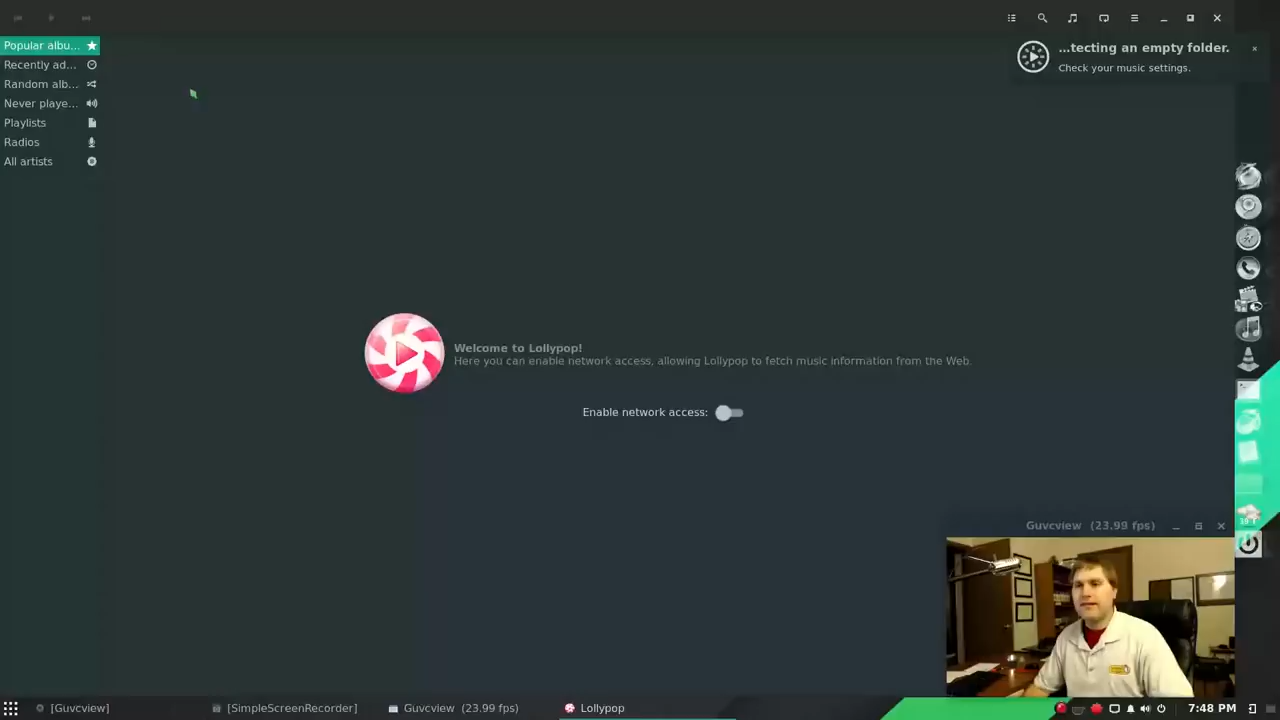 Popular albu...
Recently ad...
Random alb...
Never playe...
Playlists
Radios
All artists
...tecting an empty folder.
Check your music settings.
Welcome to Lollypop!
Here you can enable network access, allowing Lollypop to fetch music information from the Web.
Enable network access:
Guvcview (23.99 fps)
[Guvcview]
[SimpleScreenRecorder]
Guvcview (23.99 fps)
Lollypop
7:48 PM